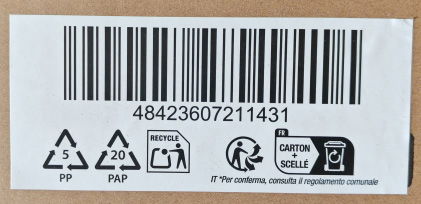 48423607211431
5
PP
20
PAP
RECYCLE
FR
CARTON
+
SCELLÉ
IT *Per conferma, consulta il regolamento comunale